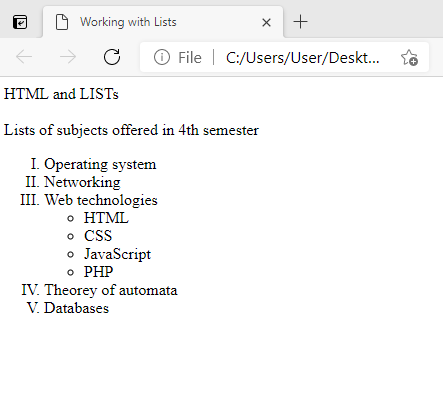 Working with Lists
File C:/Users/User/Deskt...
HTML and LISTs
Lists of subjects offered in 4th semester
I. Operating system
II. Networking
III. Web technologies
HTML
CSS
JavaScript
PHP
IV. Theorey of automata
V. Databases